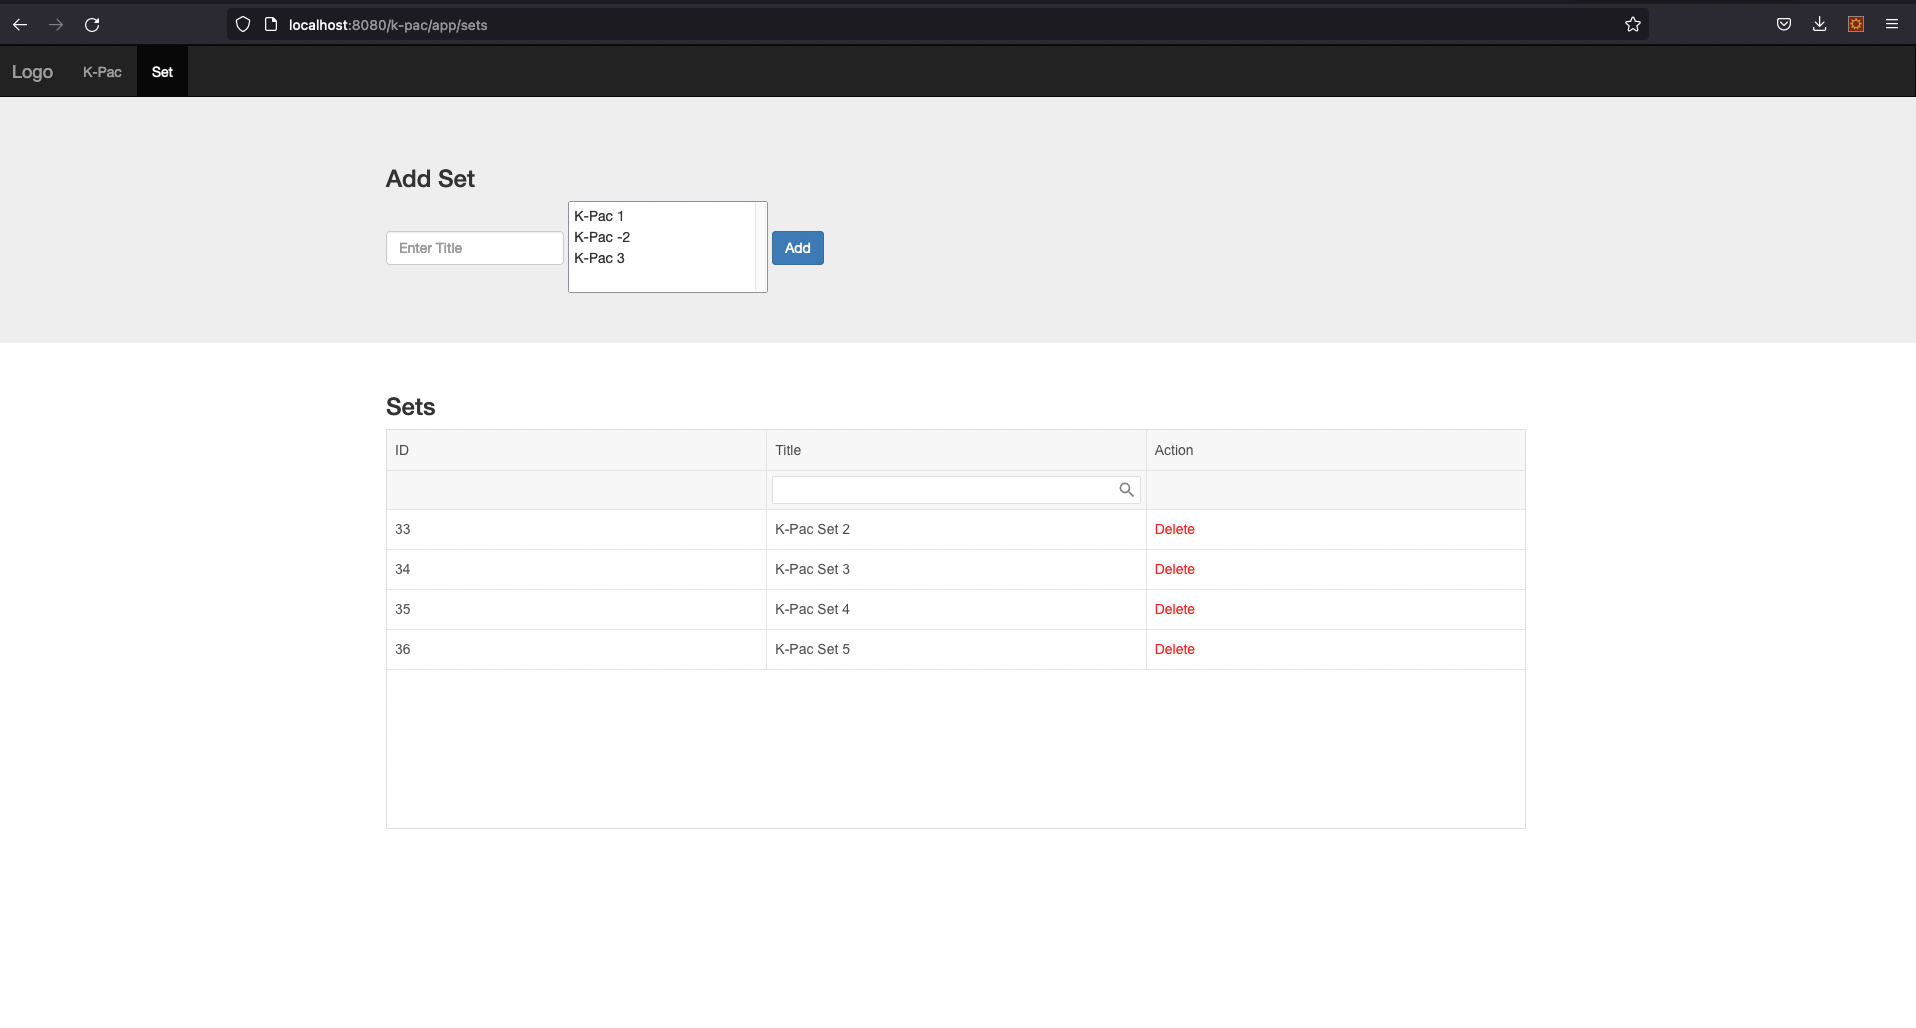 localhost:8080/k-pac/app/sets
Logo K-Pac Set
Add Set
Enter Title
K-Pac 1
K-Pac -2
K-Pac 3
Add
Sets
ID Title Action
33 K-Pac Set 2 Delete
34 K-Pac Set 3 Delete
35 K-Pac Set 4 Delete
36 K-Pac Set 5 Delete